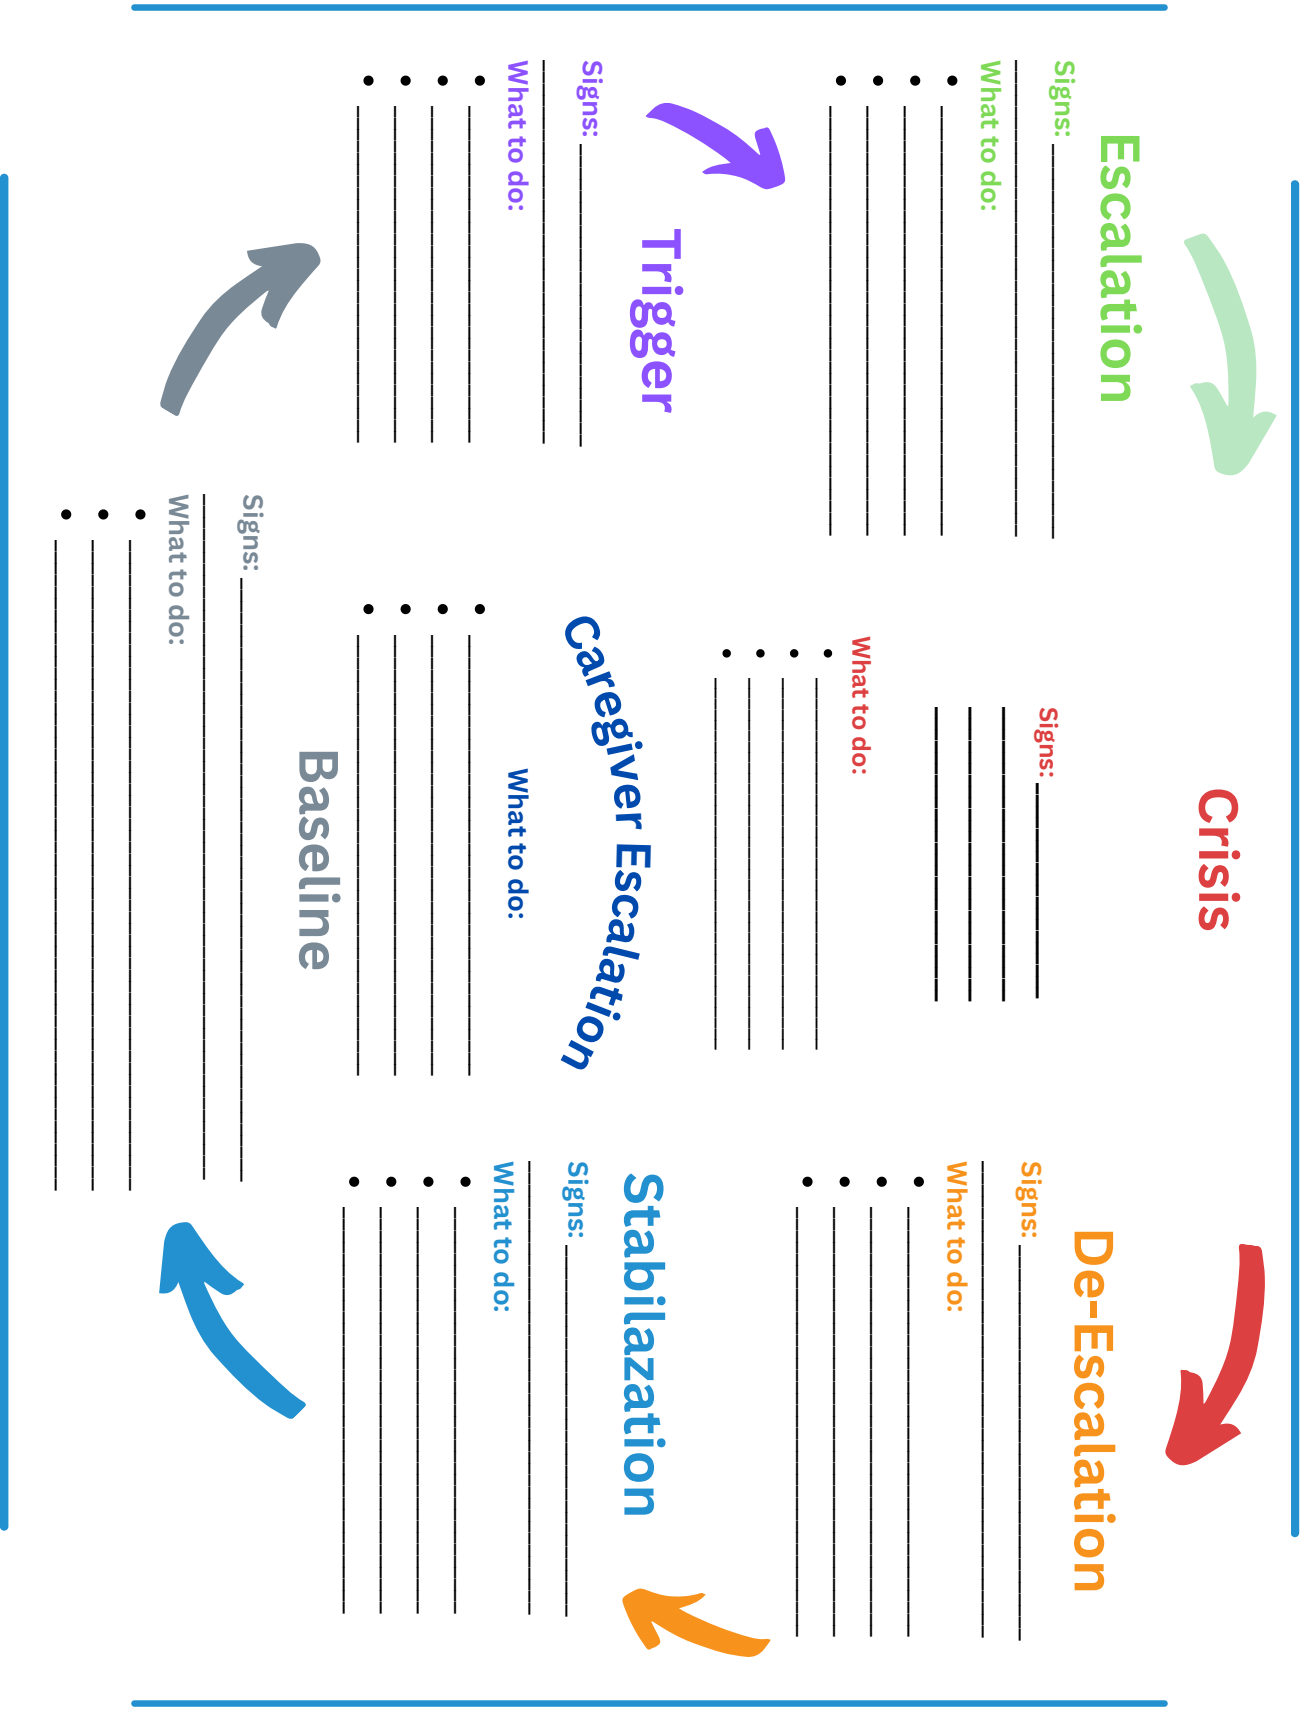 Crisis
Signs:
What to do:
Escalation
Signs:
What to do:
De-Escalation
Signs:
What to do:
Trigger
Signs:
What to do:
Caregiver Escalation
What to do:
Stabilazation
Signs:
What to do:
Baseline
Signs:
What to do: